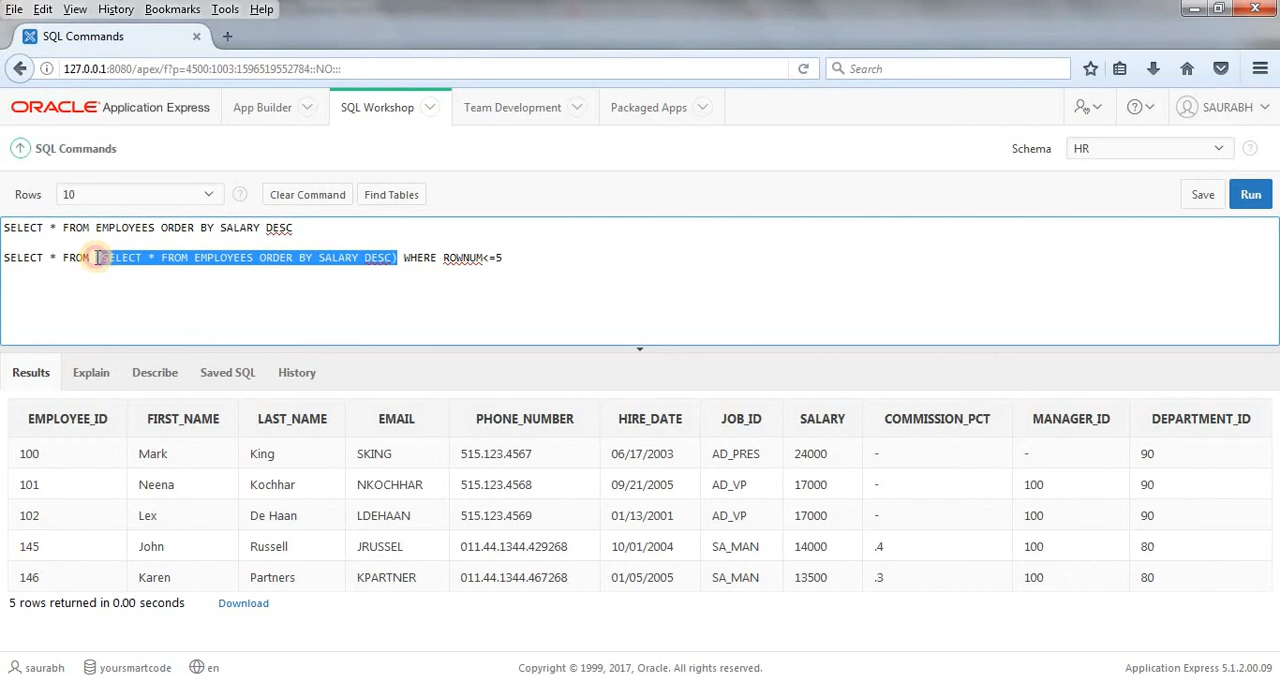 File Edit View History Bookmarks Tools Help
SQL Commands
127.0.0.1:8080/apex/f?p=4500:1003:1596519552784::NO:::
Search
ORACLE Application Express App Builder SQL Workshop Team Development Packaged Apps SAURABH
SQL Commands Schema HR
Rows 10 Clear Command Find Tables Save Run
SELECT * FROM EMPLOYEES ORDER BY SALARY DESC
SELECT * FROM (SELECT * FROM EMPLOYEES ORDER BY SALARY DESC) WHERE ROWNUM<=5
Results Explain Describe Saved SQL History
EMPLOYEE_ID FIRST_NAME LAST_NAME EMAIL PHONE_NUMBER HIRE_DATE JOB_ID SALARY COMMISSION_PCT MANAGER_ID DEPARTMENT_ID
100 Mark King SKING 515.123.4567 06/17/2003 AD_PRES 24000 - - 90
101 Neena Kochhar NKOCHHAR 515.123.4568 09/21/2005 AD_VP 17000 - 100 90
102 Lex De Haan LDEHAAN 515.123.4569 01/13/2001 AD_VP 17000 - 100 90
145 John Russell JRUSSEL 011.44.1344.429268 10/01/2004 SA_MAN 14000 .4 100 80
146 Karen Partners KPARTNER 011.44.1344.467268 01/05/2005 SA_MAN 13500 .3 100 80
5 rows returned in 0.00 seconds Download
saurabh yoursmartcode en Copyright © 1999, 2017, Oracle. All rights reserved. Application Express 5.1.2.00.09